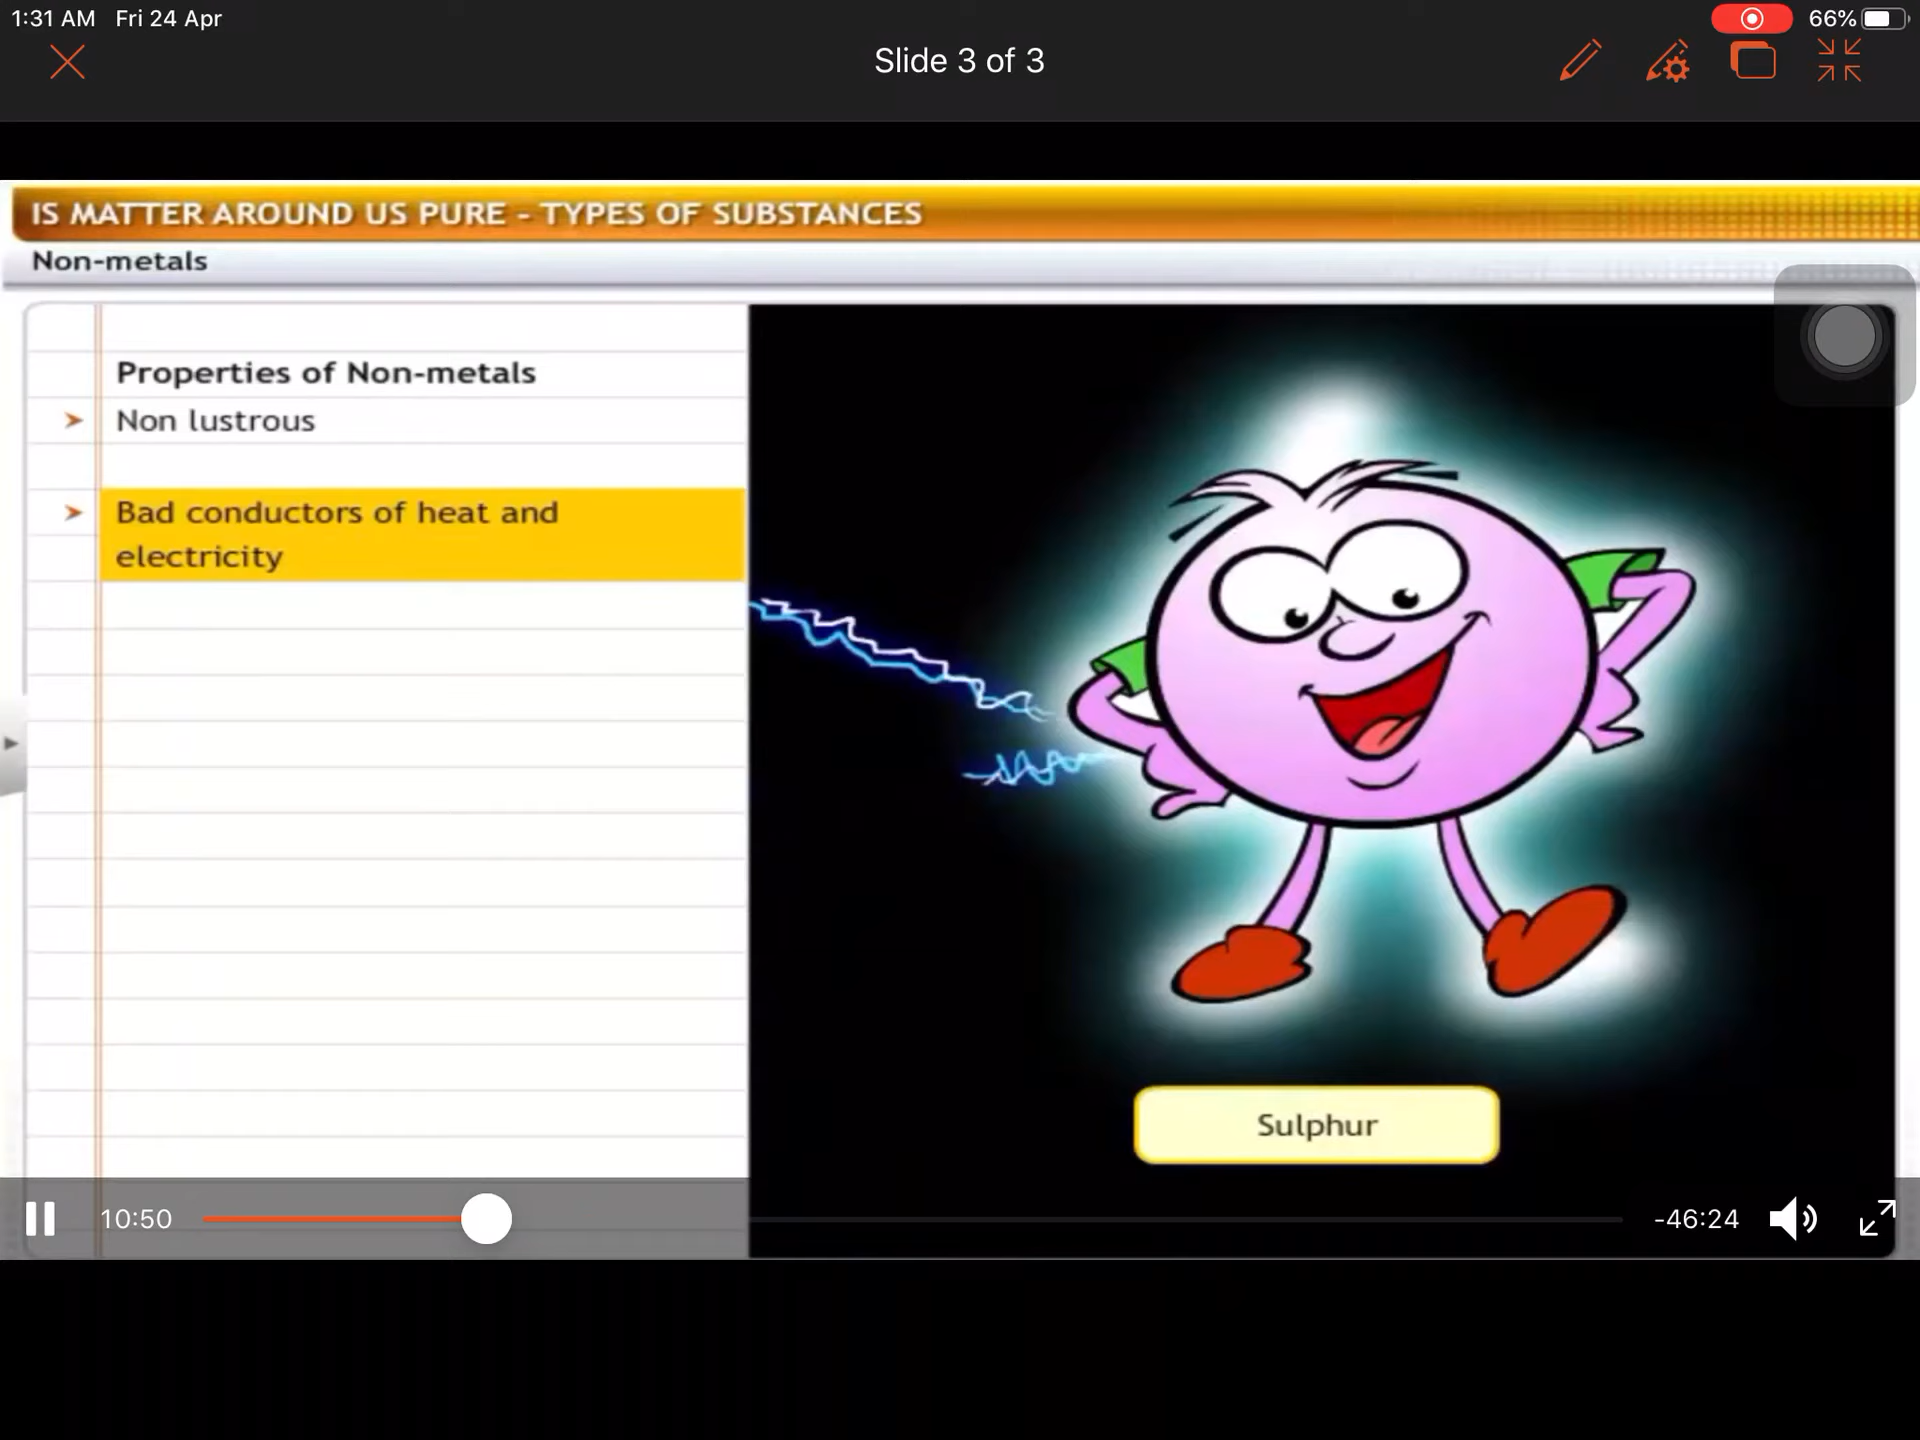 1:31 AM Fri 24 Apr
66%
Slide 3 of 3
IS MATTER AROUND US PURE - TYPES OF SUBSTANCES
Non-metals
Properties of Non-metals
➤ Non lustrous
➤ Bad conductors of heat and
electricity
Sulphur
10:50
-46:24